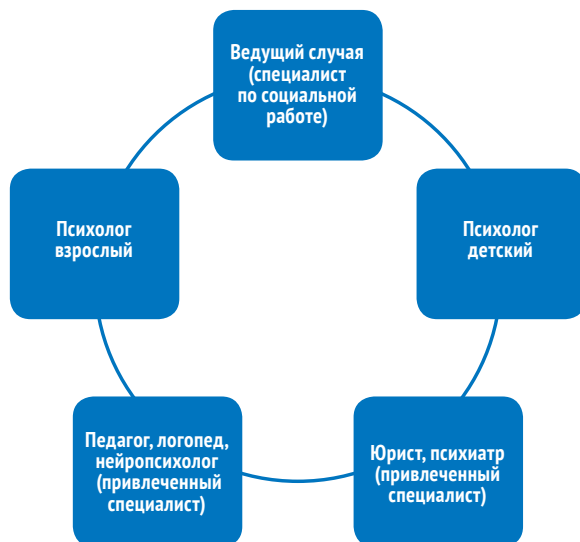 Ведущий случая
(специалист
по социальной
работе)
Психолог
взрослый
Психолог
детский
Педагог, логопед,
нейропсихолог
(привлеченный
специалист)
Юрист, психиатр
(привлеченный
специалист)